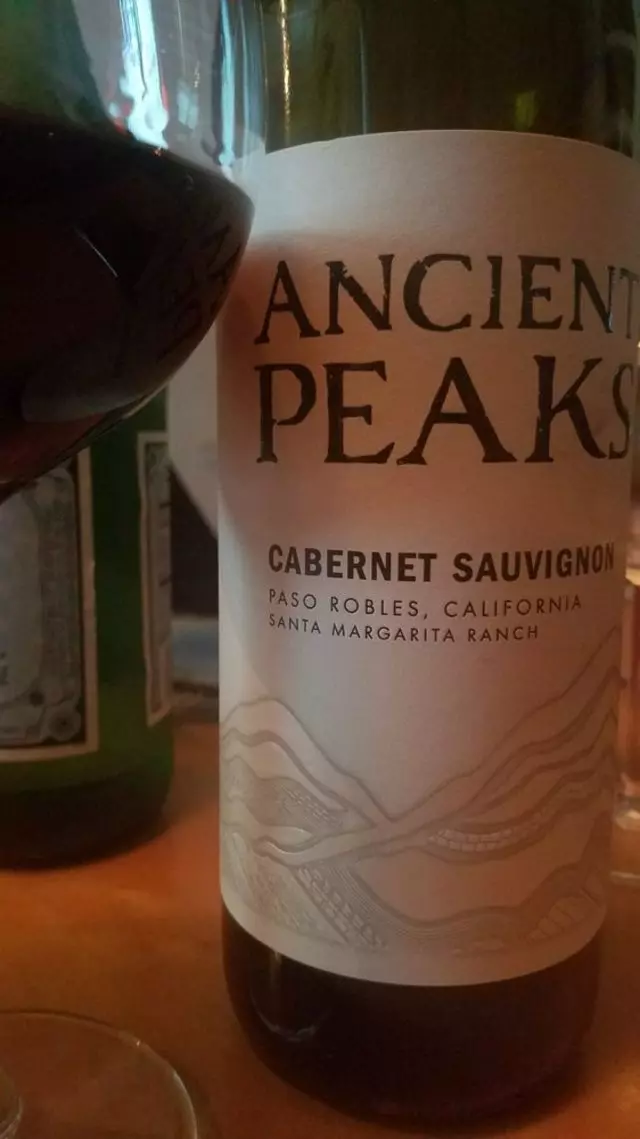 ANCIENT
PEAKS
CABERNET SAUVIGNON
PASO ROBLES, CALIFORNIA
SANTA MARGARITA RANCH